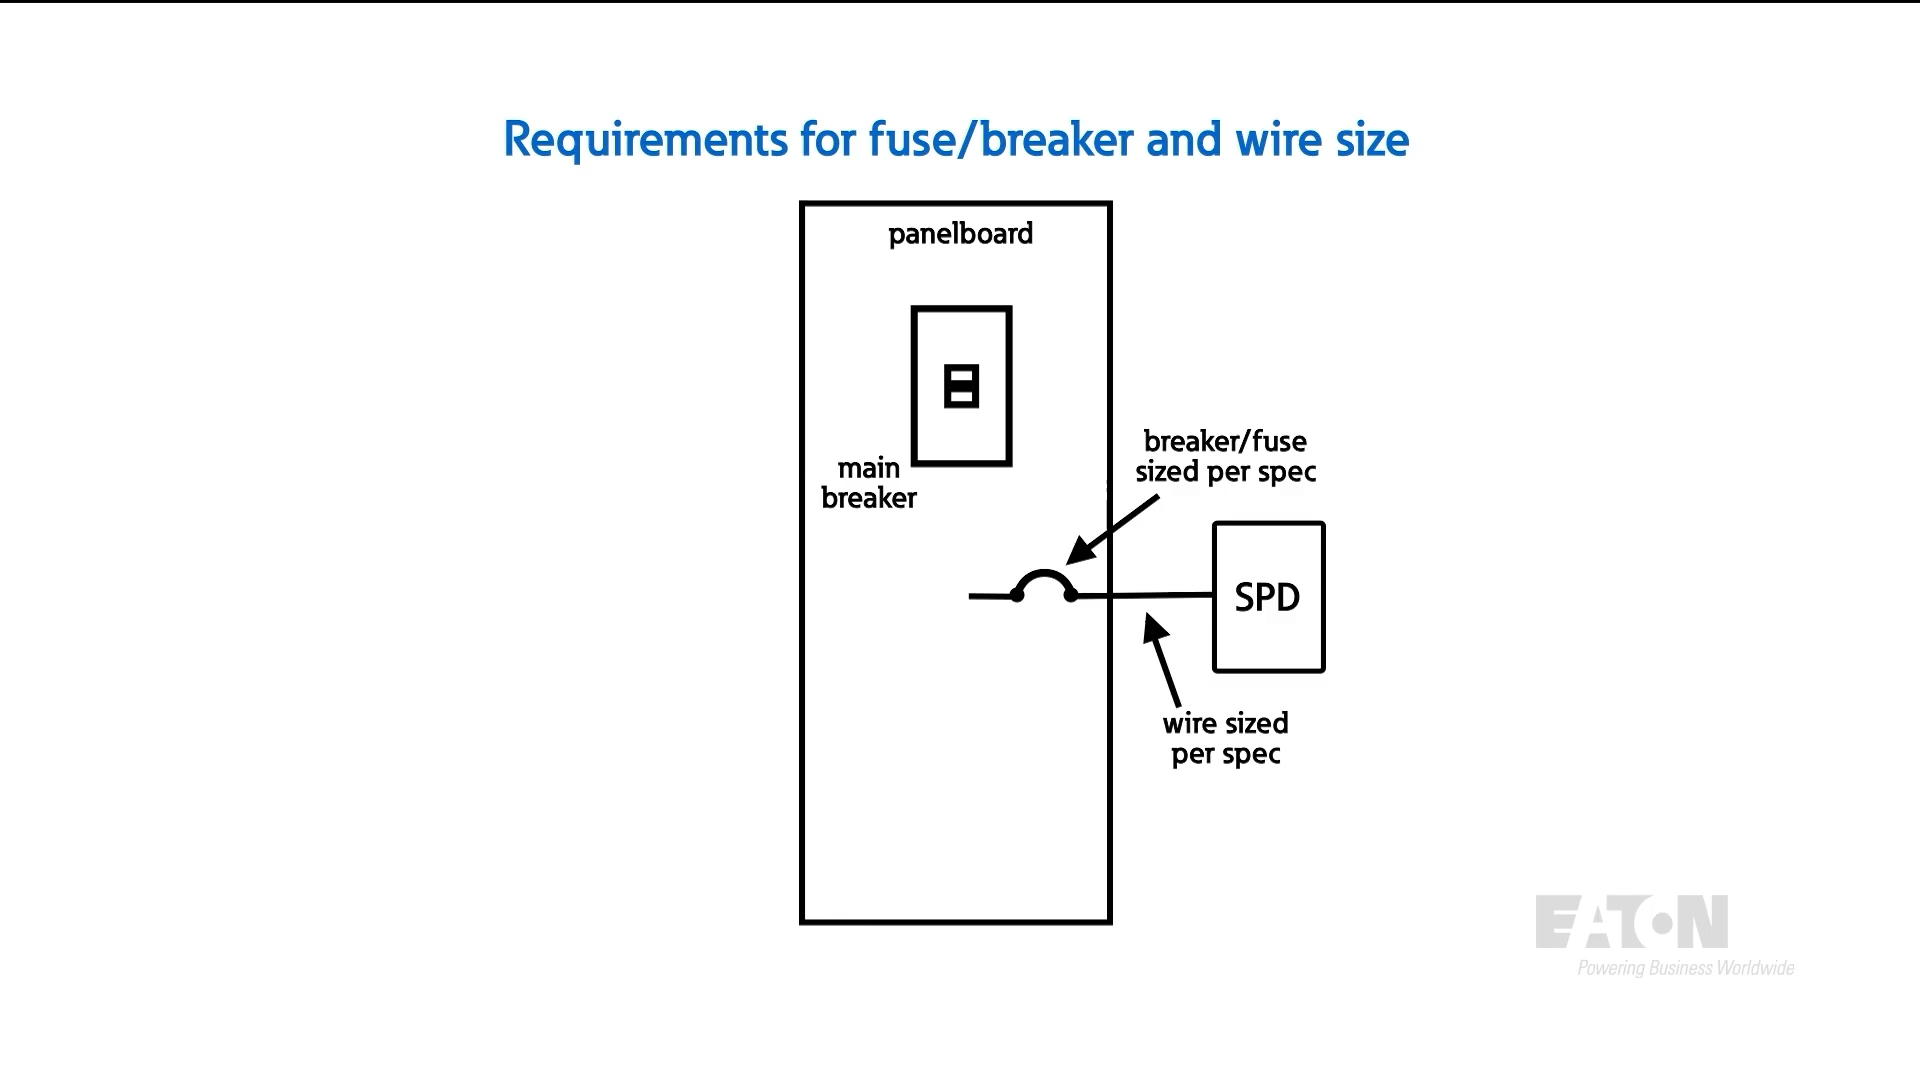 Requirements for fuse/breaker and wire size
panelboard
main
breaker
breaker/fuse
sized per spec
SPD
wire sized
per spec
EATON
Powering Business Worldwide